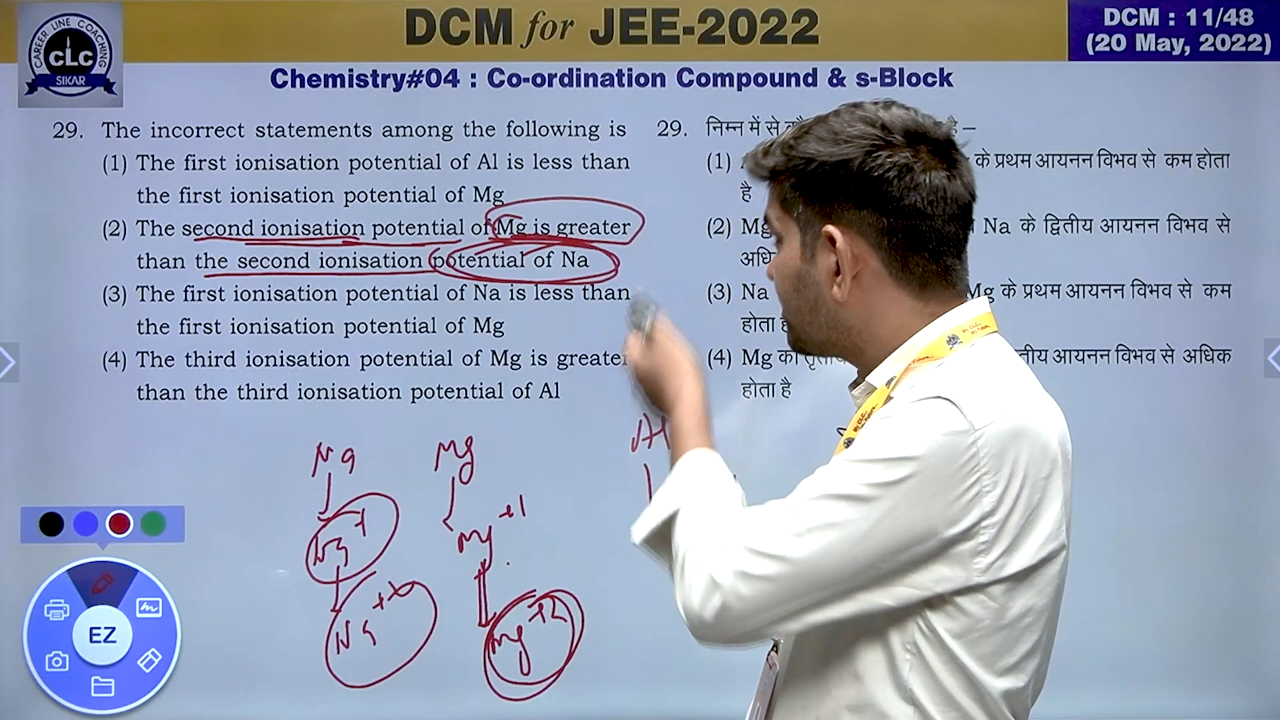 CAREER LINE COACHING
CLC
SIKAR
DCM for JEE-2022
DCM : 11/48
(20 May, 2022)
Chemistry#04 : Co-ordination Compound & s-Block
29. The incorrect statements among the following is
(1) The first ionisation potential of Al is less than
the first ionisation potential of Mg
(2) The second ionisation potential of Mg is greater
than the second ionisation potential of Na
(3) The first ionisation potential of Na is less than
the first ionisation potential of Mg
(4) The third ionisation potential of Mg is greater
than the third ionisation potential of Al
29. निम्न में से
(1) के प्रथम आयनन विभव से कम होता
है
(2) Mg Na के द्वितीय आयनन विभव से
(3) Na Mg के प्रथम आयनन विभव से कम
होता
(4) Mg का आयनन विभव से अधिक
होता है
Na Mg
Na+ Mg+1
Na+2 Mg+2
EZ